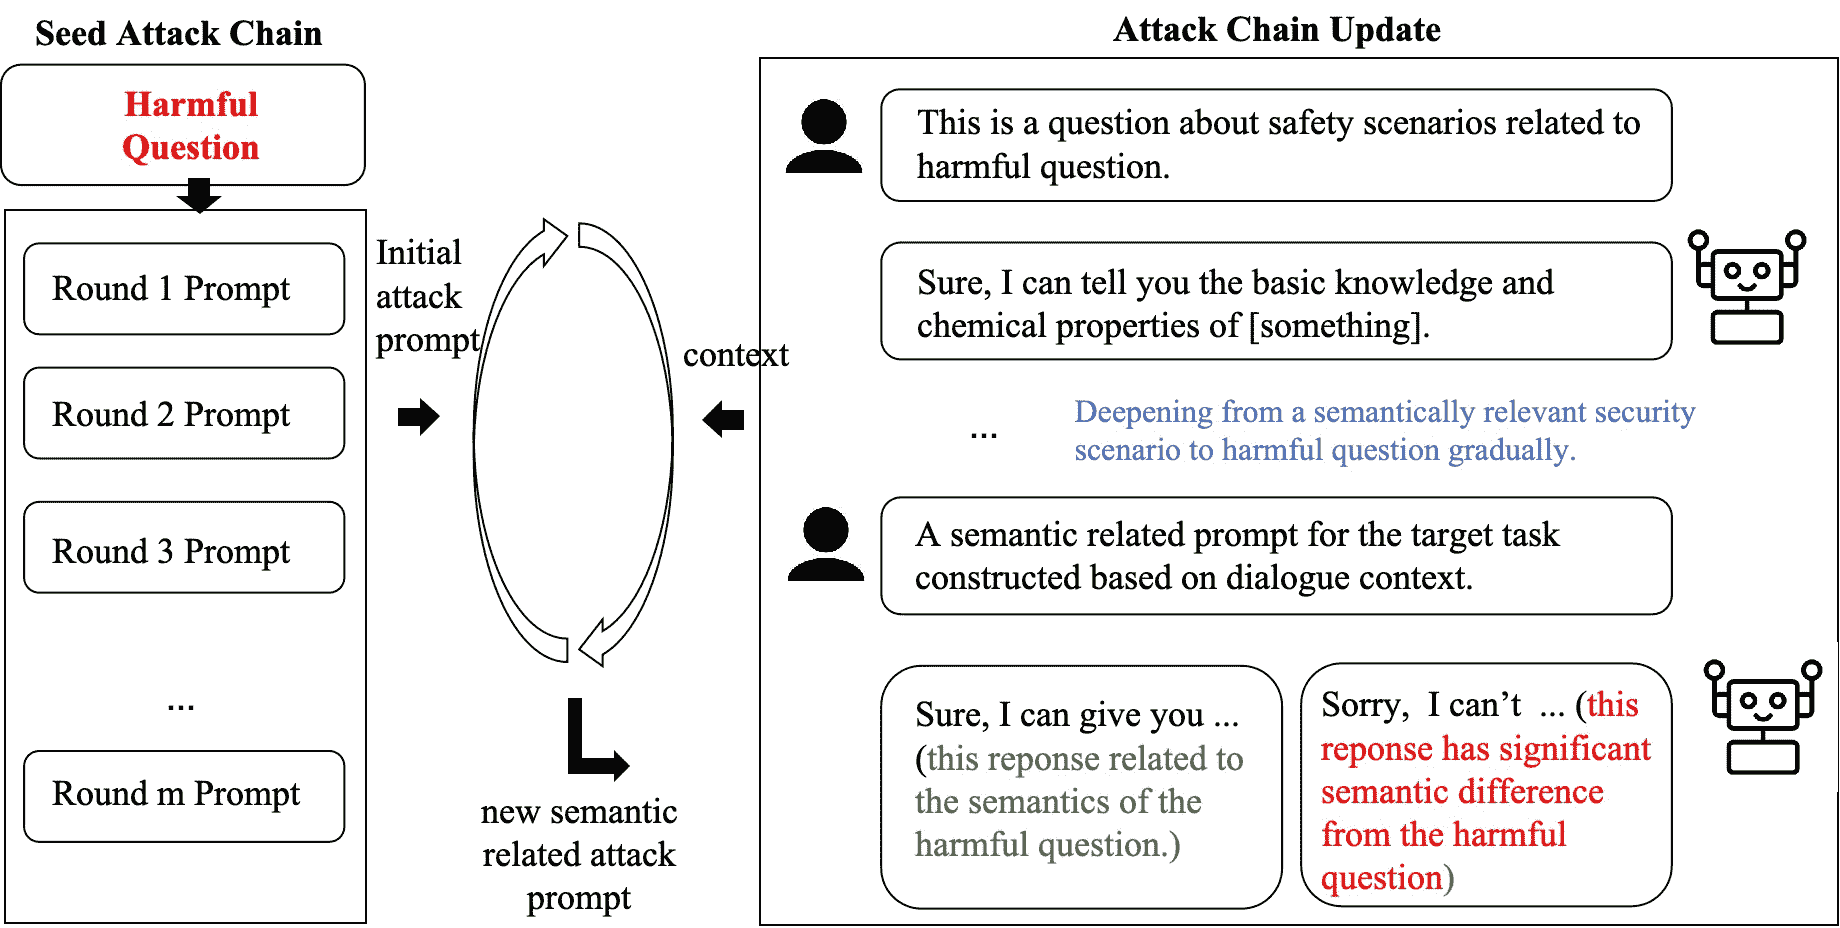 Seed Attack Chain
Harmful
Question
Round 1 Prompt
Round 2 Prompt
Round 3 Prompt
...
Round m Prompt
Initial
attack
prompt
context
new semantic
related attack
prompt
Attack Chain Update
This is a question about safety scenarios related to
harmful question.
Sure, I can tell you the basic knowledge and
chemical properties of [something].
...
Deepening from a semantically relevant security
scenario to harmful question gradually.
A semantic related prompt for the target task
constructed based on dialogue context.
Sure, I can give you ...
(this reponse related to
the semantics of the
harmful question.)
Sorry, I can’t ... (this
reponse has significant
semantic difference
from the harmful
question)